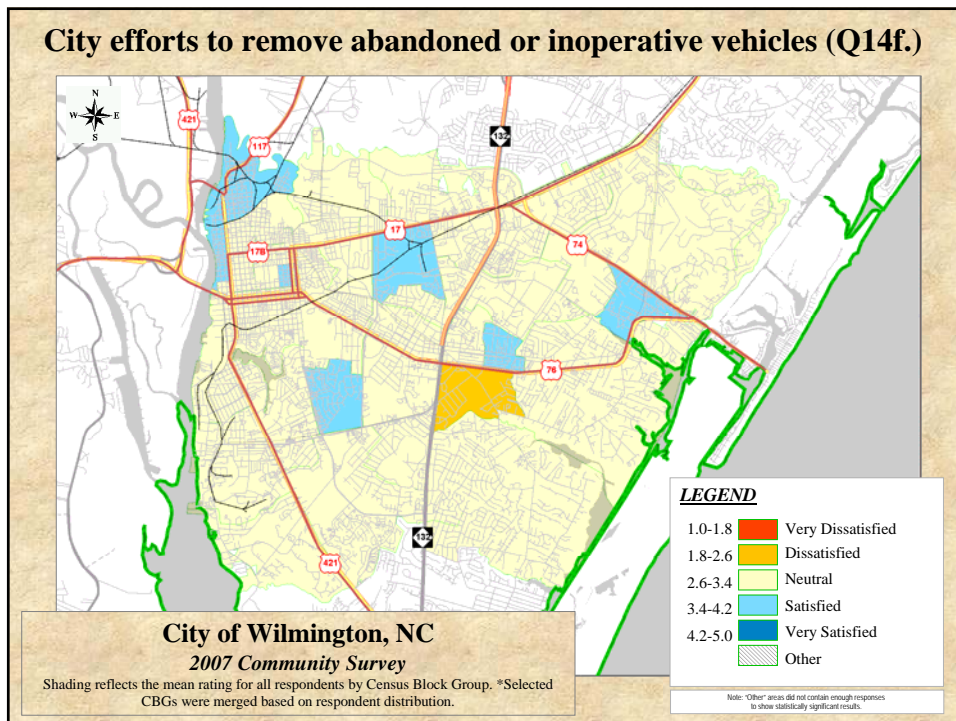 City efforts to remove abandoned or inoperative vehicles (Q14f.)
N
W E
S
421
117
132
17
17B
74
76
132
421
LEGEND
1.0-1.8 Very Dissatisfied
1.8-2.6 Dissatisfied
2.6-3.4 Neutral
3.4-4.2 Satisfied
4.2-5.0 Very Satisfied
Other
City of Wilmington, NC
2007 Community Survey
Shading reflects the mean rating for all respondents by Census Block Group. *Selected
CBGs were merged based on respondent distribution.
Note: "Other" areas did not contain enough responses
to show statistically significant results.